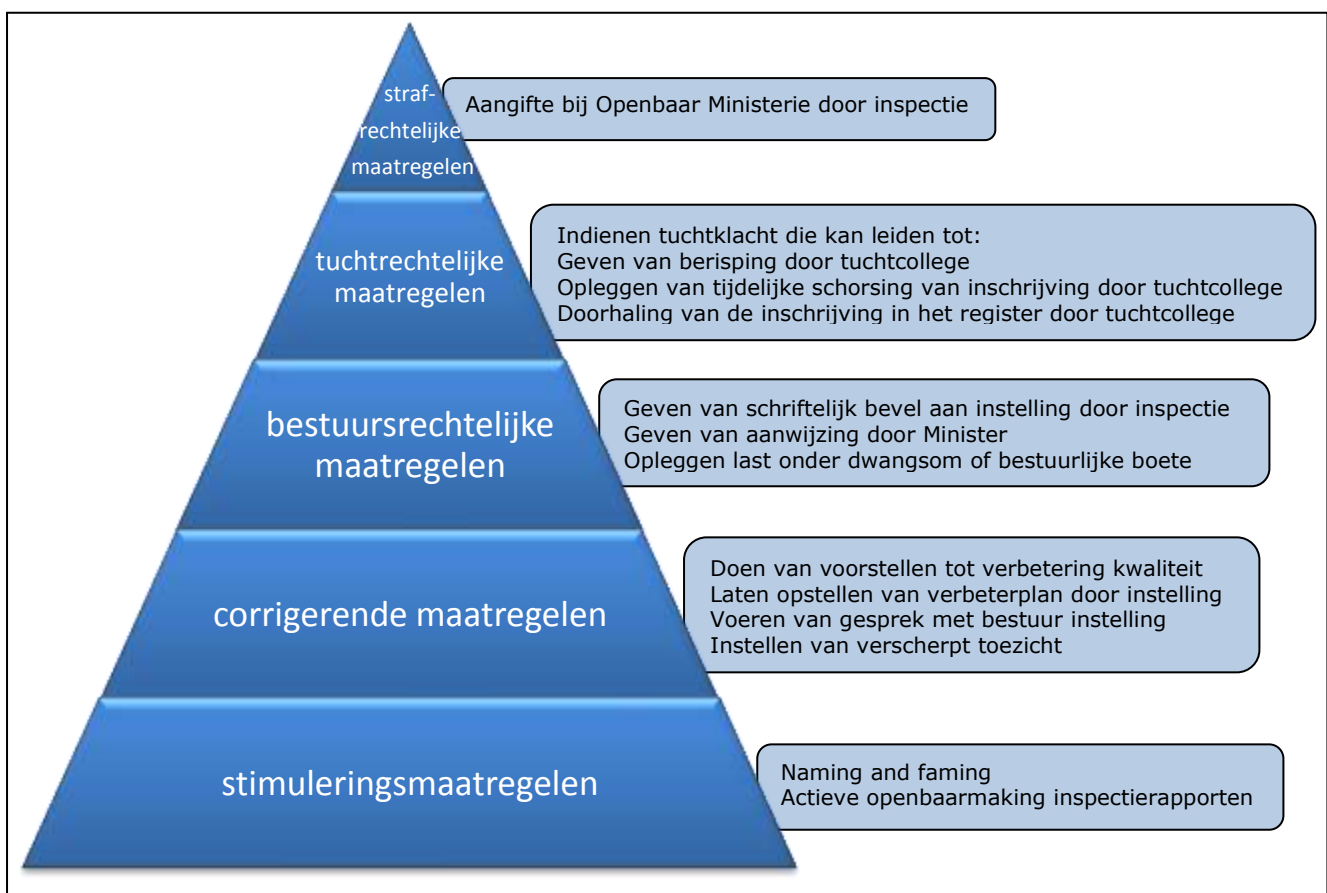 straf-
rechtelijke
maatregelen
Aangifte bij Openbaar Ministerie door inspectie
tuchtrechtelijke
maatregelen
Indienen tuchtklacht die kan leiden tot:
Geven van berisping door tuchtcollege
Opleggen van tijdelijke schorsing van inschrijving door tuchtcollege
Doorhaling van de inschrijving in het register door tuchtcollege
bestuursrechtelijke
maatregelen
Geven van schriftelijk bevel aan instelling door inspectie
Geven van aanwijzing door Minister
Opleggen last onder dwangsom of bestuurlijke boete
corrigerende maatregelen
Doen van voorstellen tot verbetering kwaliteit
Laten opstellen van verbeterplan door instelling
Voeren van gesprek met bestuur instelling
Instellen van verscherpt toezicht
stimuleringsmaatregelen
Naming and faming
Actieve openbaarmaking inspectierapporten